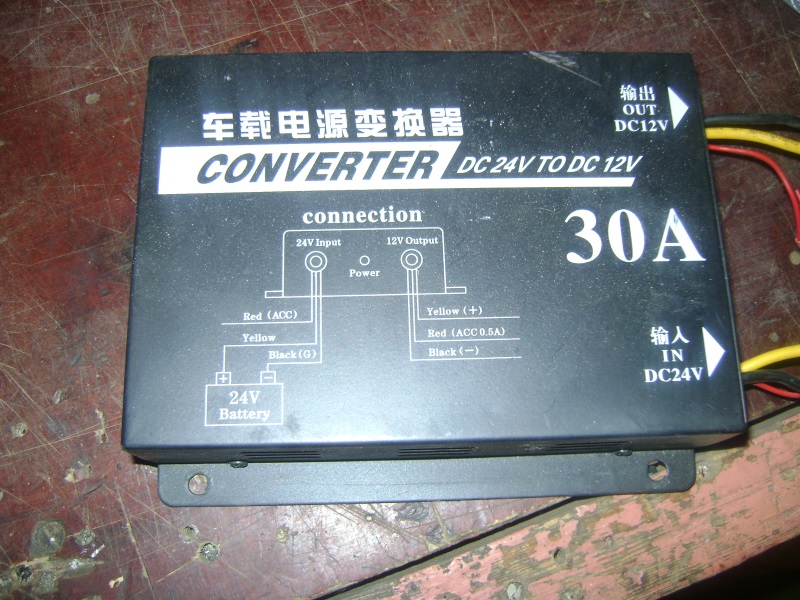 车载电源变换器
CONVERTER DC 24V TO DC 12V
输出
OUT
DC12V
30A
connection
24V Input
12V Output
Power
Red (ACC)
Yellow
Black(G)
+ −
24V
Battery
Yellow (+)
Red (ACC 0.5A)
Black (−)
输入
IN
DC24V